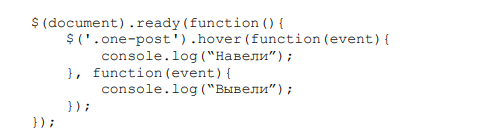 $(document).ready(function(){
    $('.one-post').hover(function(event){
        console.log(“Навели”);
    }, function(event){
        console.log(“Вывели”);
    });
});